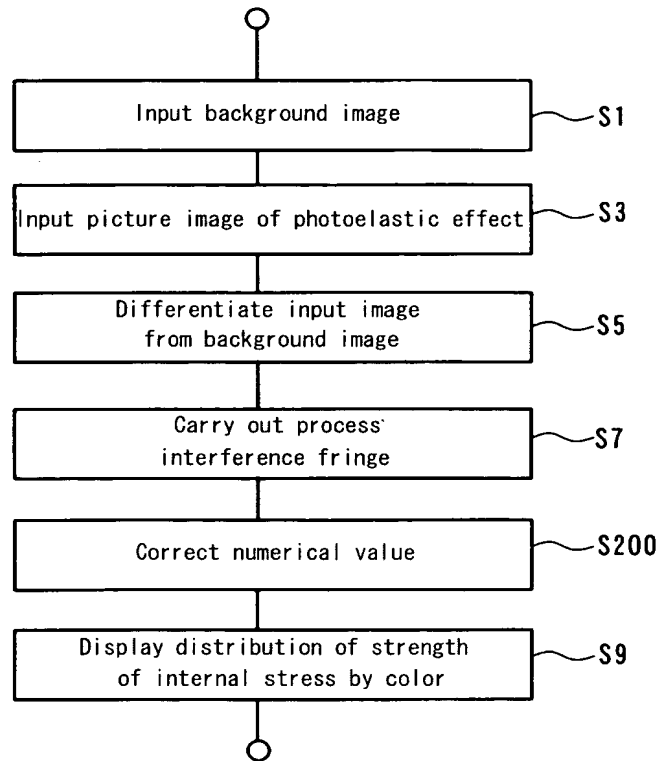 Input background image
S1
Input picture image of photoelastic effect
S3
Differentiate input image
from background image
S5
Carry out process
interference fringe
S7
Correct numerical value
S200
Display distribution of strength
of internal stress by color
S9